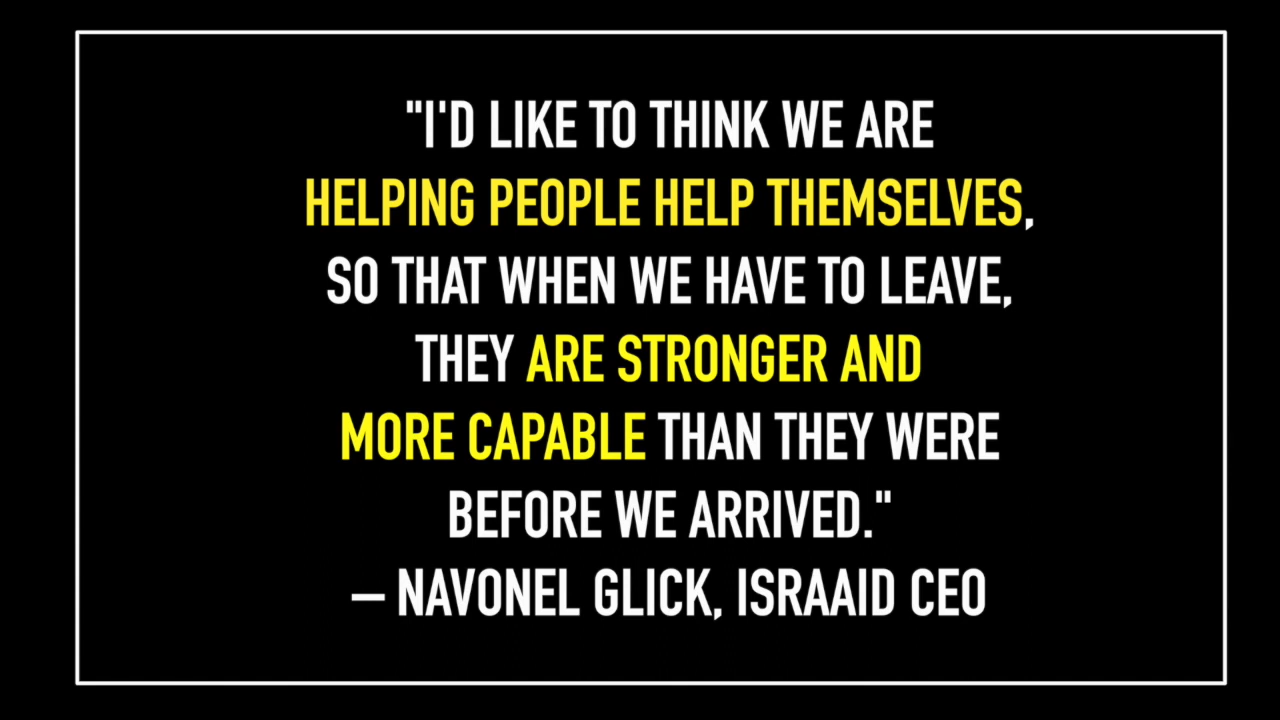 "I'D LIKE TO THINK WE ARE
HELPING PEOPLE HELP THEMSELVES,
SO THAT WHEN WE HAVE TO LEAVE,
THEY ARE STRONGER AND
MORE CAPABLE THAN THEY WERE
BEFORE WE ARRIVED."
– NAVONEL GLICK, ISRAAID CEO